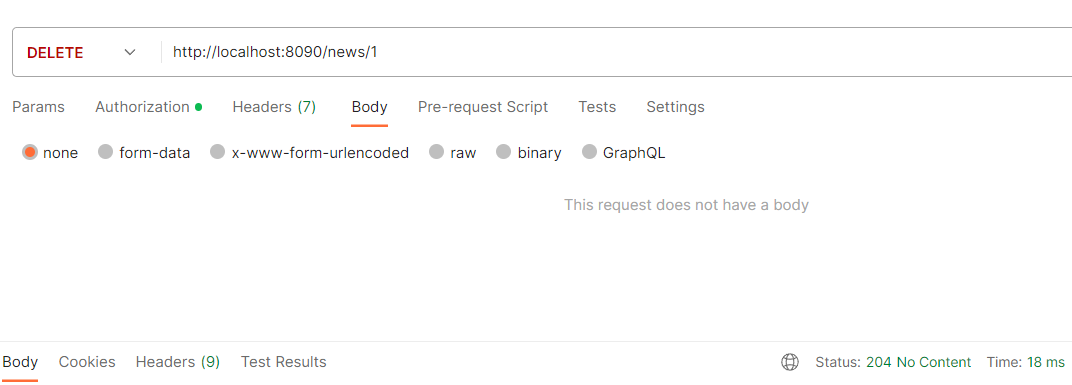 DELETE http://localhost:8090/news/1
Params Authorization Headers (7) Body Pre-request Script Tests Settings
none form-data x-www-form-urlencoded raw binary GraphQL
This request does not have a body
Body Cookies Headers (9) Test Results Status: 204 No Content Time: 18 ms